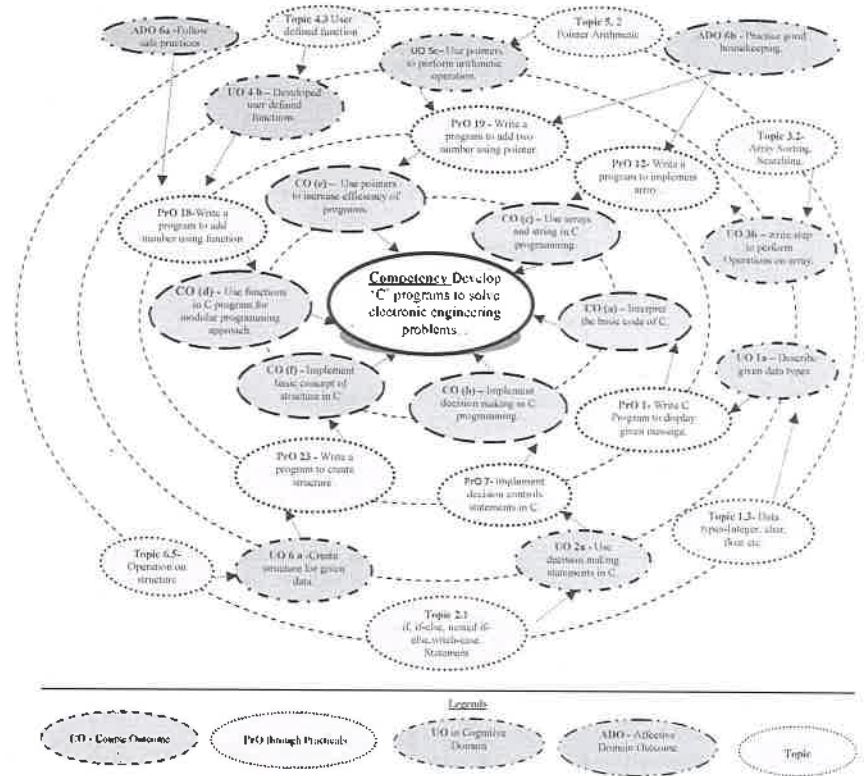 ADO 6a -Follow
safe practices
Topic 4.3 User
defined function
UO 5c- Use pointers
to perform arithmetic
operation.
Topic 5, 2
Pointer Arithmetic
ADO 6b - Practice good
housekeeping.
UO 4 b - Developed
user defined
functions.
PrO 19 - Write a
program to add two
number using pointer.
PrO 12- Write a
program to implement
array.
Topic 3.2-
Array Sorting,
Searching.
CO (e) – Use pointers
to increase efficiency of
programs.
PrO 18-Write a
program to add
number using function
CO (c) - Use arrays
and string in C
programming.
UO 3b – write step
to perform
Operations on array.
Competency Develop
'C' programs to solve
electronic engineering
problems.
CO (d) - Use functions
in C program for
modular programming
approach.
CO (a) – Interpret
the basic code of C.
CO (f) - Implement
basic concept of
structure in C
CO (b) – Implement
decision making in C
programming.
UO 1a – Describe
given data types.
PrO 1- Write C
Program to display
given message.
PrO 23 - Write a
program to create
structure
PrO 7- Implement
decision controls
statements in C.
Topic 1.3- Data
types-Integer, char,
float etc
Topic 6.5-
Operation on
structure
UO 6 a -Create
structure for given
data.
UO 2a - Use
decision making
statements in C.
Topic 2.1
if, if-else, nested if-
else,
Statement
Legends
CO - Course Outcome
PrO through Practicals
UO in Cognitive
Domain
ADO - Affective
Domain Outcome
Topic